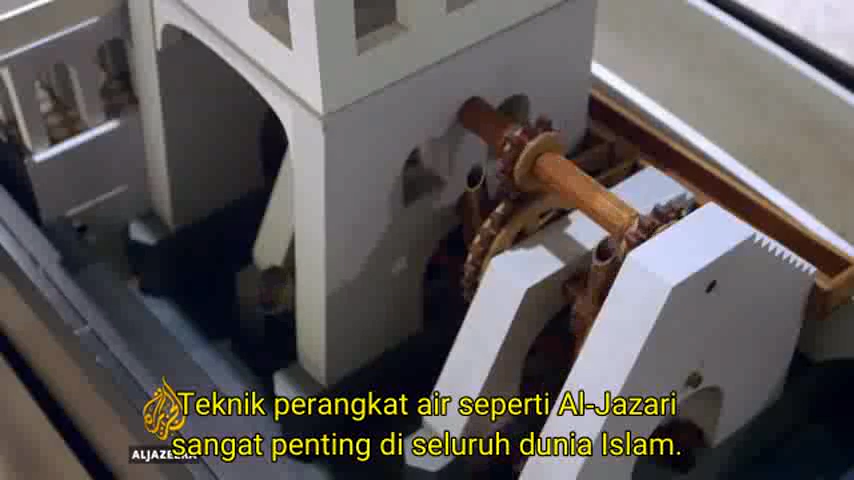 Teknik perangkat air seperti Al-Jazari
sangat penting di seluruh dunia Islam.
ALJAZEERA